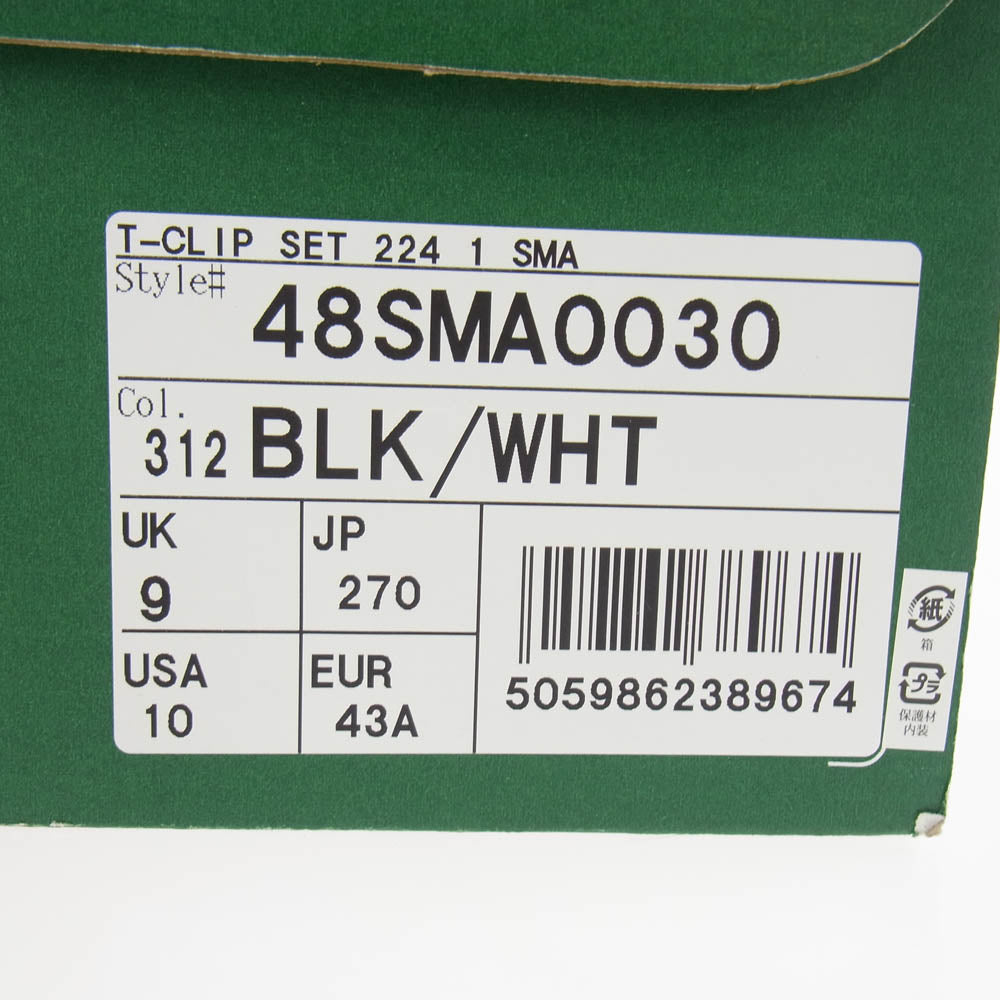 T-CLIP SET 224 1 SMA
Style#
48SMA0030
Col.
312 BLK/WHT
UK
9
JP
270
USA
10
EUR
43A
5059862389674
紙
箱
プラ
保護材
内装